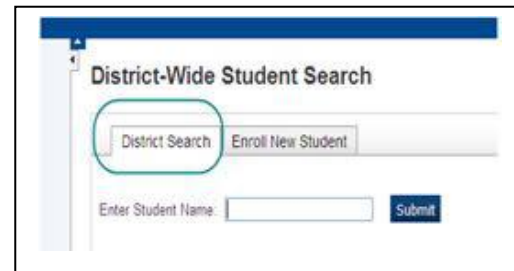 District-Wide Student Search
District Search Enroll New Student
Enter Student Name: Submit